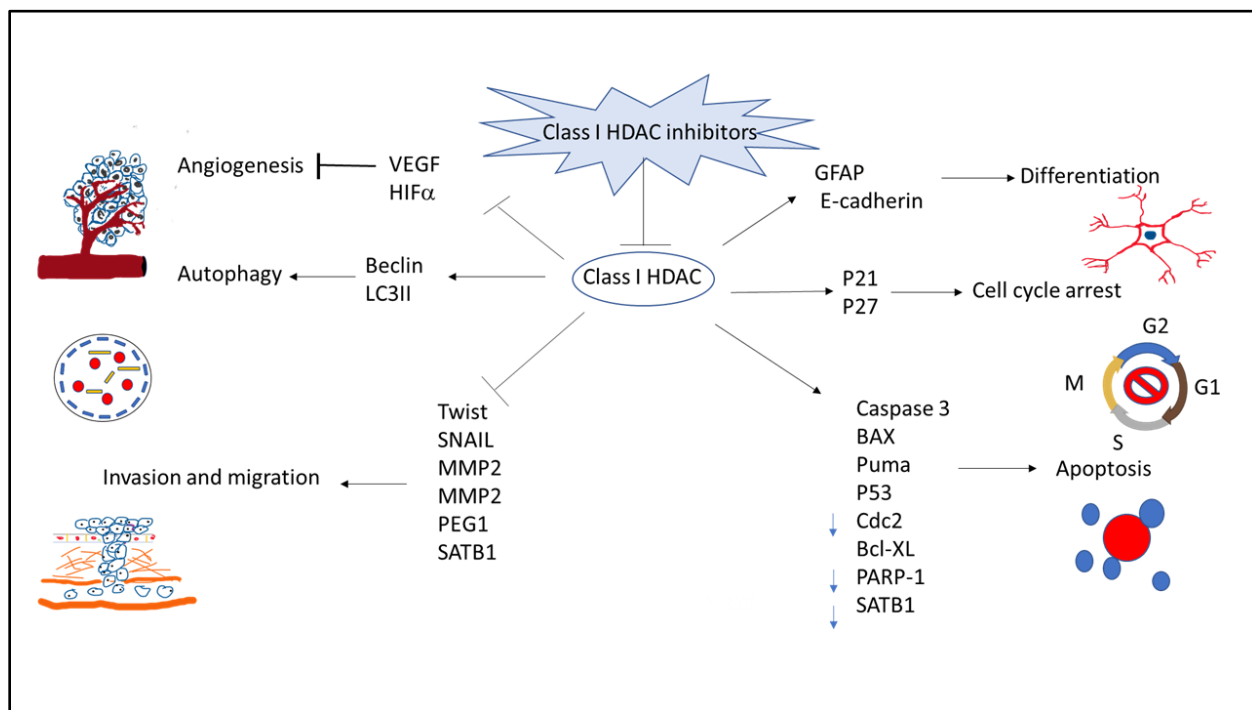 Class I HDAC inhibitors
Angiogenesis
VEGF
HIFα
GFAP
E-cadherin
Differentiation
Autophagy
Beclin
LC3II
Class I HDAC
P21
P27
Cell cycle arrest
G2
M
G1
S
Twist
SNAIL
MMP2
MMP2
PEG1
SATB1
Invasion and migration
Caspase 3
BAX
Puma
P53
Cdc2
Bcl-XL
PARP-1
SATB1
Apoptosis